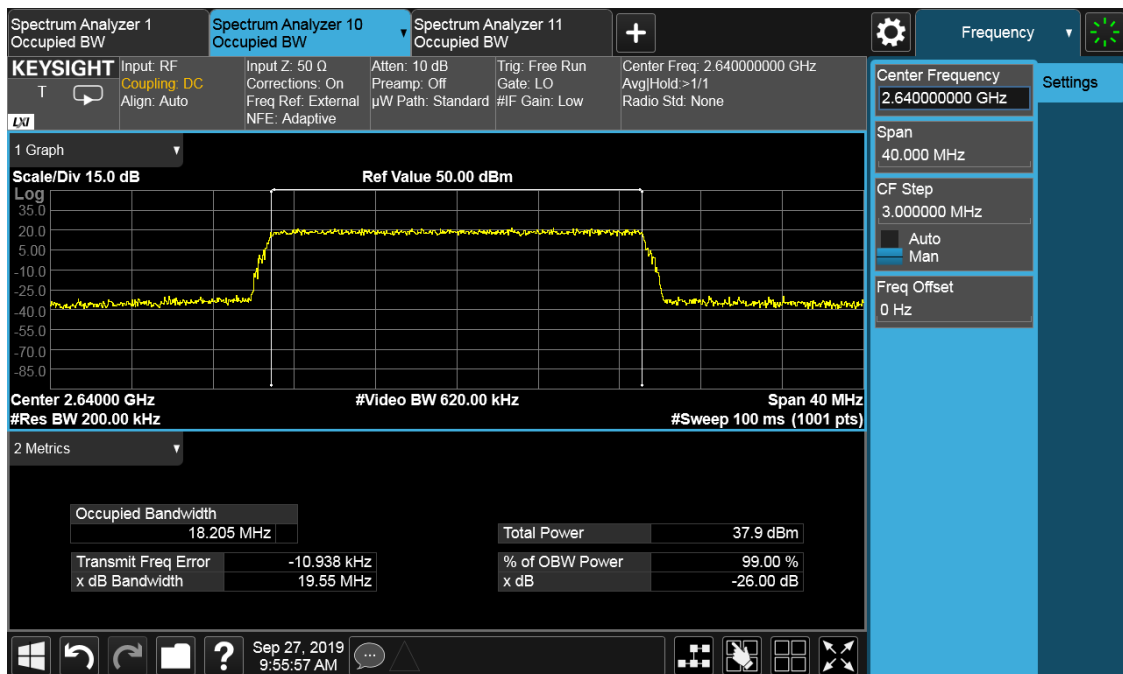 Spectrum Analyzer 1
Occupied BW
Spectrum Analyzer 10
Occupied BW
Spectrum Analyzer 11
Occupied BW
+
Frequency
KEYSIGHT
T
LXI
Input: RF
Coupling: DC
Align: Auto
Input Z: 50 Ω
Corrections: On
Freq Ref: External
NFE: Adaptive
Atten: 10 dB
Preamp: Off
µW Path: Standard
Trig: Free Run
Gate: LO
#IF Gain: Low
Center Freq: 2.640000000 GHz
Avg|Hold:>1/1
Radio Std: None
Center Frequency
2.640000000 GHz
Settings
Span
40.000 MHz
CF Step
3.000000 MHz
Auto
Man
Freq Offset
0 Hz
1 Graph
Scale/Div 15.0 dB
Ref Value 50.00 dBm
Log
35.0
20.0
5.00
-10.0
-25.0
-40.0
-55.0
-70.0
-85.0
Center 2.64000 GHz
#Video BW 620.00 kHz
Span 40 MHz
#Res BW 200.00 kHz
#Sweep 100 ms (1001 pts)
2 Metrics
Occupied Bandwidth
18.205 MHz
Total Power 37.9 dBm
Transmit Freq Error -10.938 kHz
% of OBW Power 99.00 %
x dB Bandwidth 19.55 MHz
x dB -26.00 dB
?
Sep 27, 2019
9:55:57 AM